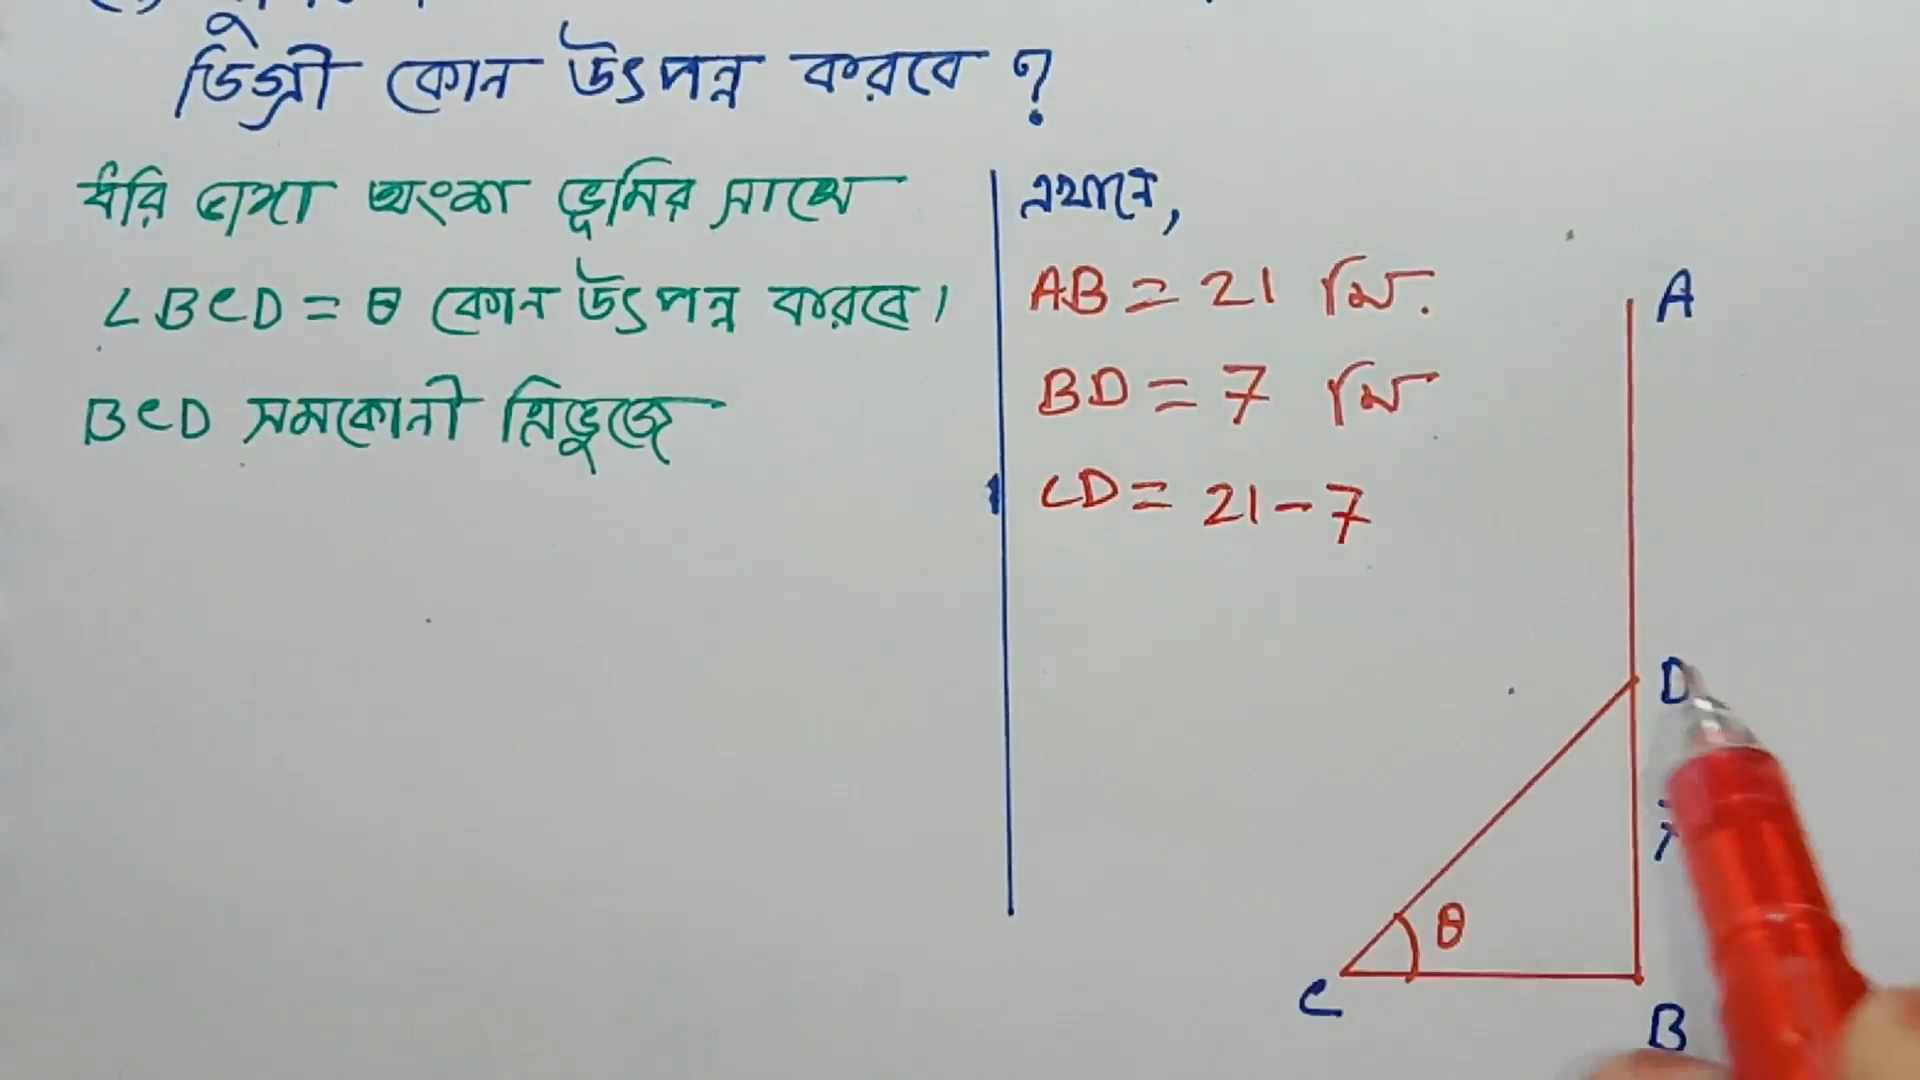 ডিগ্রী কোন উৎপন্ন করবে ?
ধরি ভাঙ্গা অংশ ভূমির সাথে
∠BCD = θ কোন উৎপন্ন করবে।
BCD সমকোনী ত্রিভুজে
এখানে,
AB = 21 মি.
BD = 7 মি
CD = 21 - 7
A
D
θ
C
B